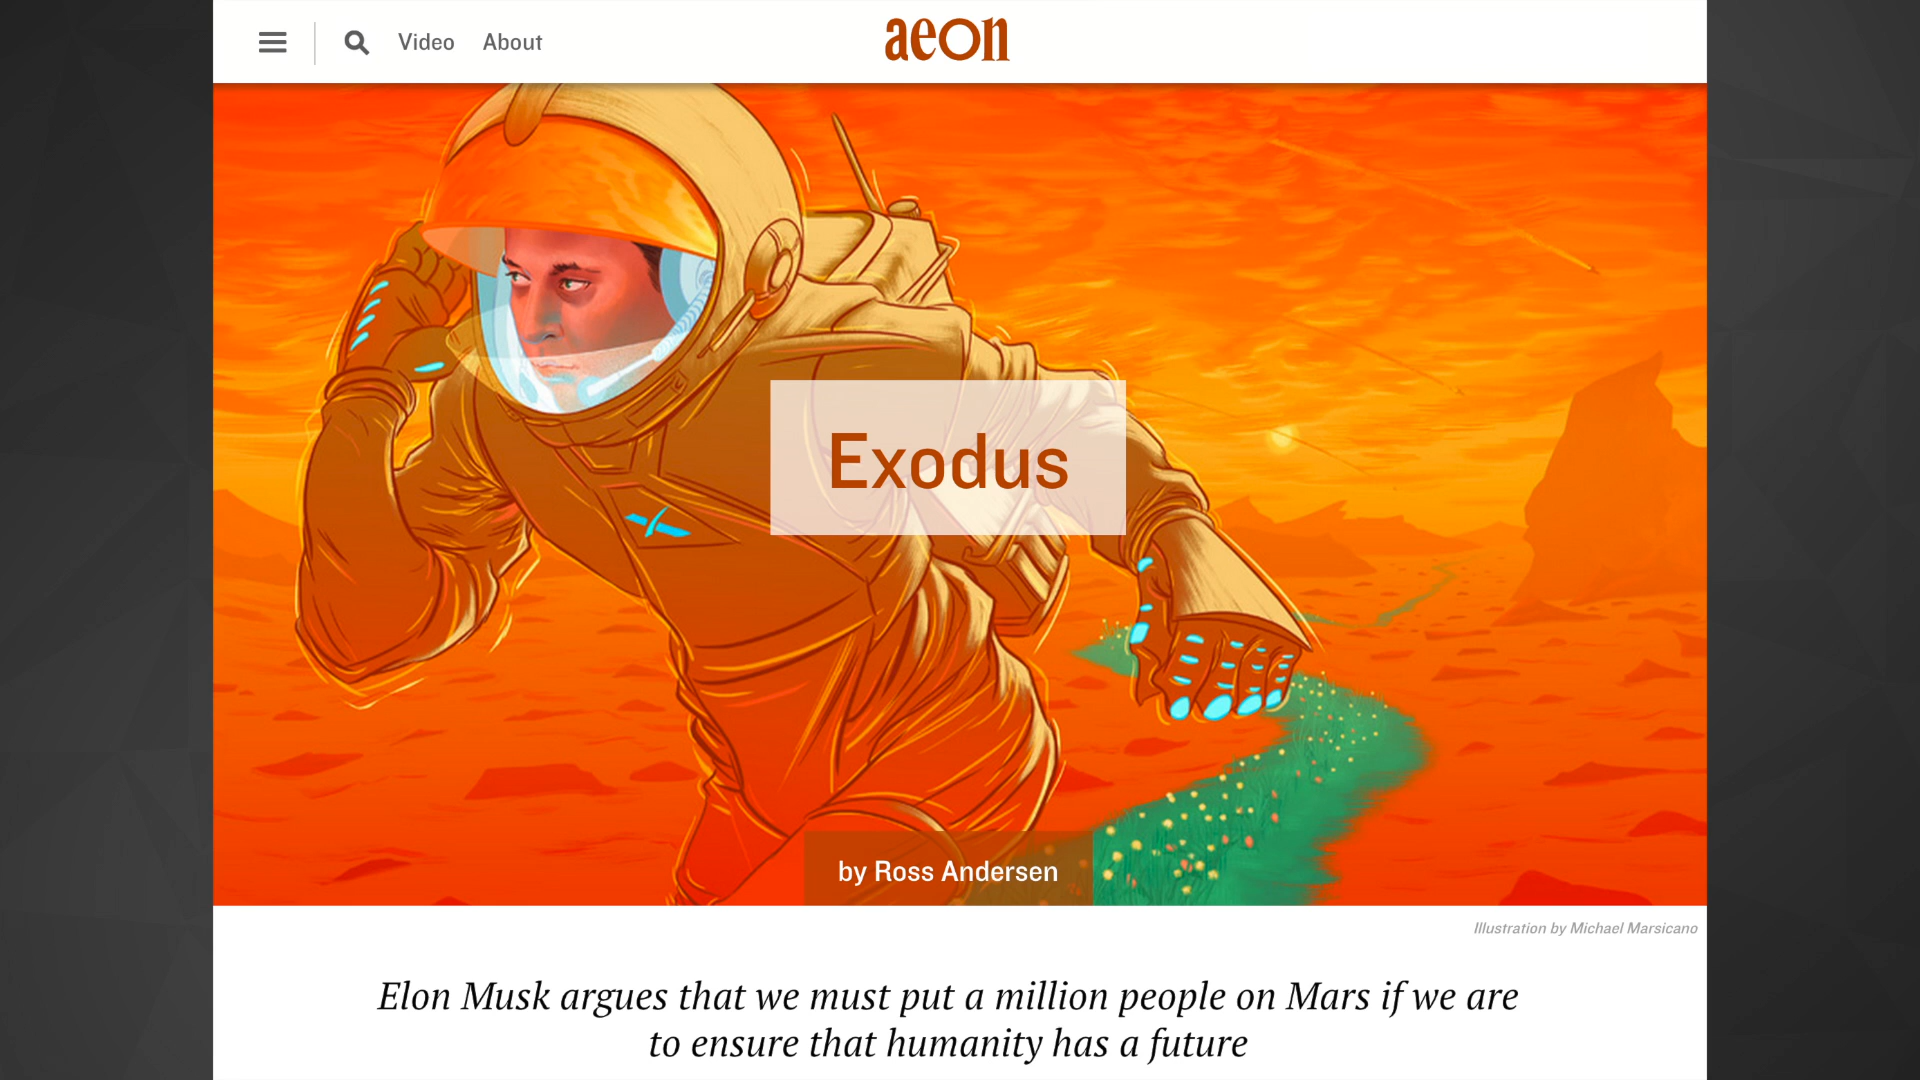 Video About
aeon
Exodus
by Ross Andersen
Illustration by Michael Marsicano
Elon Musk argues that we must put a million people on Mars if we are
to ensure that humanity has a future